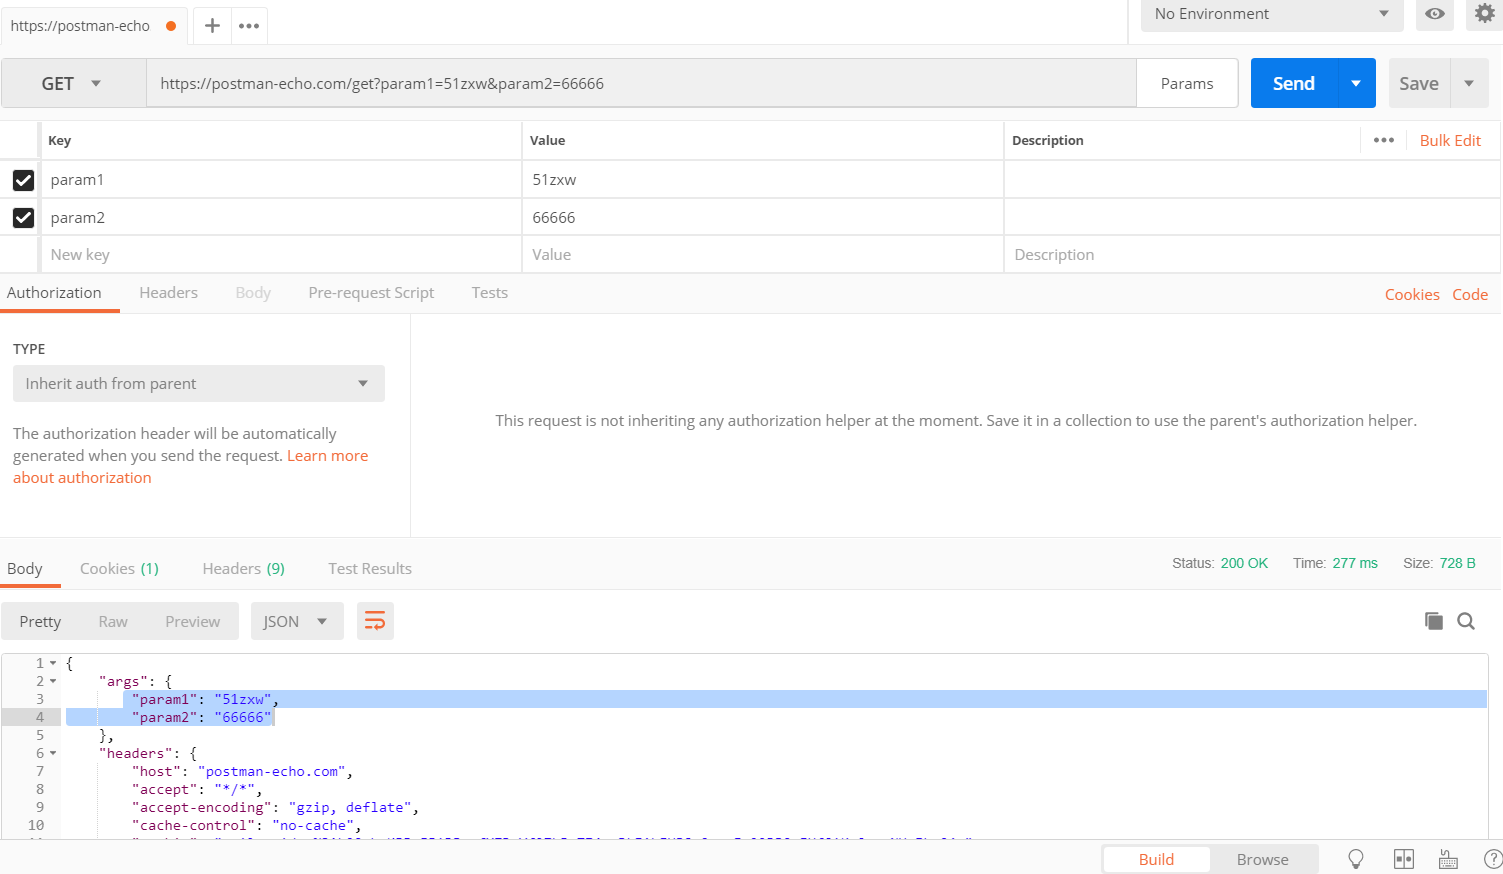 https://postman-echo
No Environment
GET https://postman-echo.com/get?param1=51zxw&param2=66666 Params Send Save
Key Value Description Bulk Edit
param1 51zxw
param2 66666
New key Value Description
Authorization Headers Body Pre-request Script Tests Cookies Code
TYPE
Inherit auth from parent
The authorization header will be automatically
generated when you send the request. Learn more
about authorization
This request is not inheriting any authorization helper at the moment. Save it in a collection to use the parent's authorization helper.
Body Cookies (1) Headers (9) Test Results Status: 200 OK Time: 277 ms Size: 728 B
Pretty Raw Preview JSON
1 {
2 "args": {
3 "param1": "51zxw",
4 "param2": "66666"
5 },
6 "headers": {
7 "host": "postman-echo.com",
8 "accept": "*/*",
9 "accept-encoding": "gzip, deflate",
10 "cache-control": "no-cache",
Build Browse